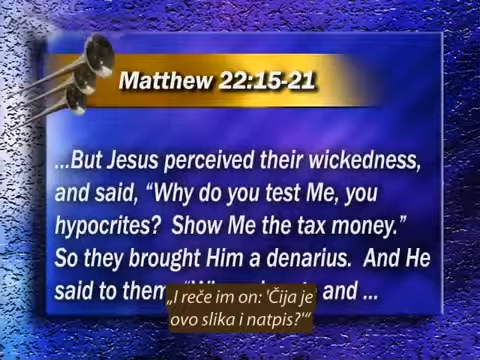 Matthew 22:15-21
...But Jesus perceived their wickedness,
and said, “Why do you test Me, you
hypocrites? Show Me the tax money.”
So they brought Him a denarius. And He
said to them, and ...
„I reče im on: 'Čija je
ovo slika i natpis?'“